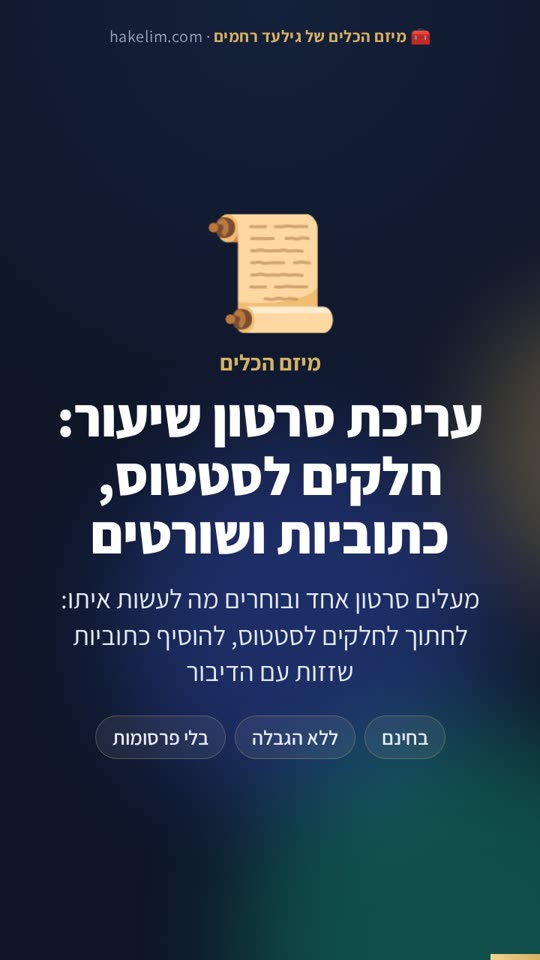 🧰 מיזם הכלים של גילעד רחמים · hakelim.com
מיזם הכלים
עריכת סרטון שיעור:
חלקים לסטטוס,
כתוביות ושורטים
מעלים סרטון אחד ובוחרים מה לעשות איתו:
לחתוך לחלקים לסטטוס, להוסיף כתוביות
שזזות עם הדיבור
בחינם
ללא הגבלה
בלי פרסומות